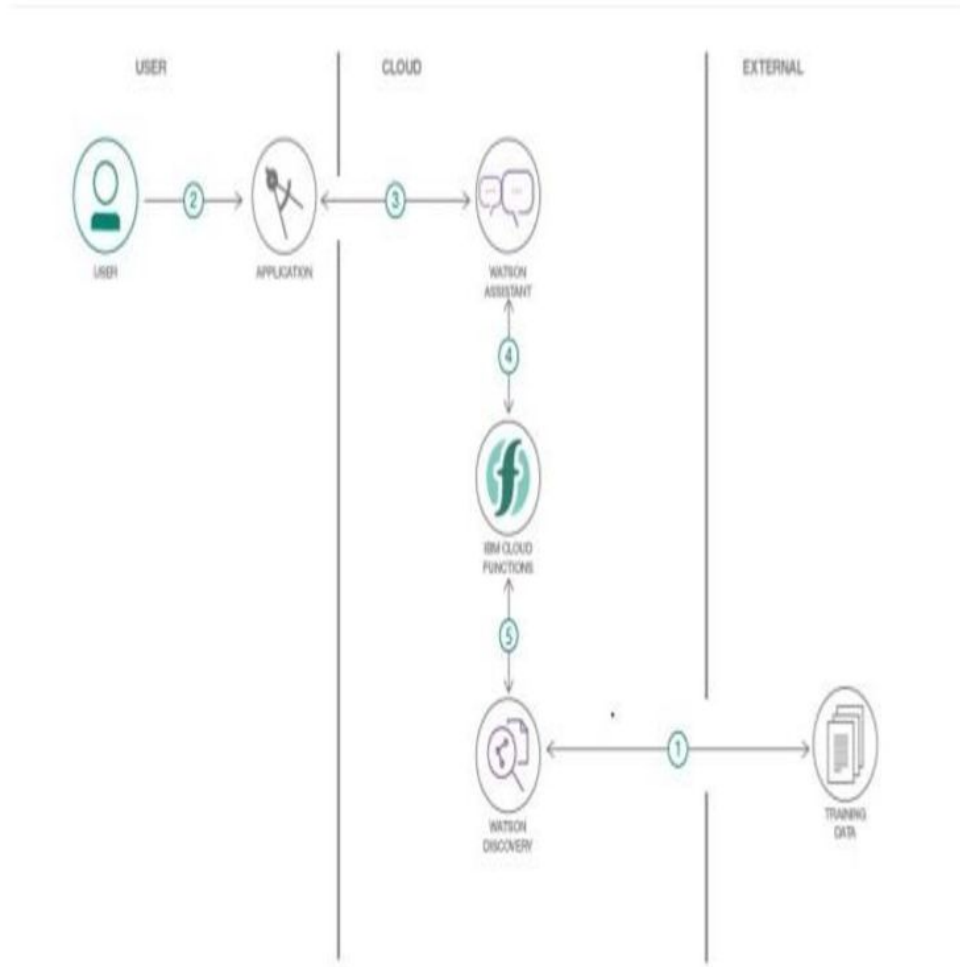 USER
CLOUD
EXTERNAL
2
3
USER
APPLICATION
WATSON
ASSISTANT
4
IBM CLOUD
FUNCTIONS
5
1
WATSON
DISCOVERY
TRAINING
DATA